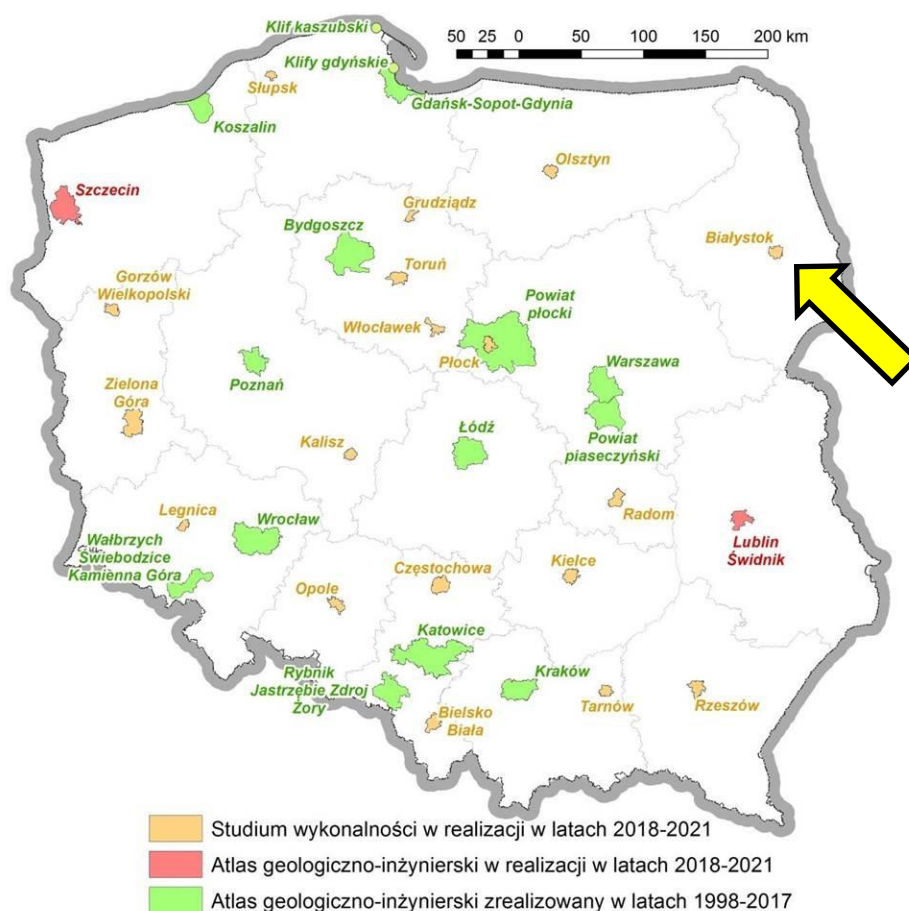 Klif kaszubski
50 25 0 50 100 150 200 km
Klify gdyńskie
Słupsk
Gdańsk-Sopot-Gdynia
Koszalin
Olsztyn
Szczecin
Grudziądz
Bydgoszcz
Białystok
Toruń
Gorzów
Wielkopolski
Powiat
płocki
Włocławek
Płock
Warszawa
Poznań
Zielona
Góra
Łódź
Kalisz
Powiat
piaseczyński
Legnica
Radom
Wrocław
Wałbrzych
Świebodzice
Kamienna Góra
Lublin
Świdnik
Częstochowa
Kielce
Opole
Katowice
Rybnik
Jastrzębie Zdroj
Żory
Kraków
Bielsko
Biała
Tarnów
Rzeszów
Studium wykonalności w realizacji w latach 2018-2021
Atlas geologiczno-inżynierski w realizacji w latach 2018-2021
Atlas geologiczno-inżynierski zrealizowany w latach 1998-2017